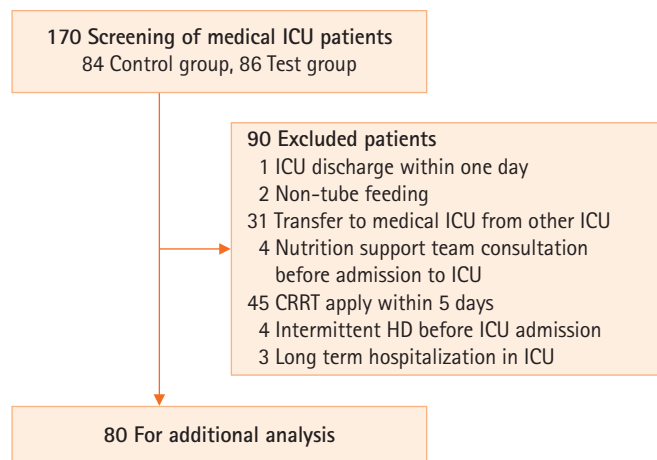 170 Screening of medical ICU patients
84 Control group, 86 Test group
90 Excluded patients
1 ICU discharge within one day
2 Non-tube feeding
31 Transfer to medical ICU from other ICU
4 Nutrition support team consultation
before admission to ICU
45 CRRT apply within 5 days
4 Intermittent HD before ICU admission
3 Long term hospitalization in ICU
80 For additional analysis